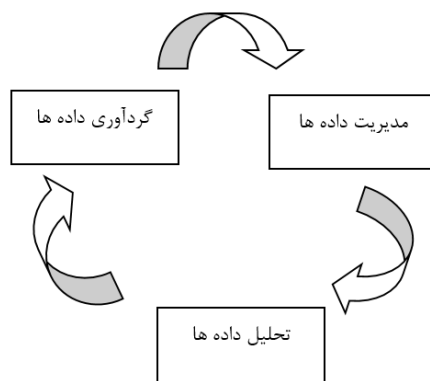 گردآوری داده ها
مدیریت داده ها
تحلیل داده ها